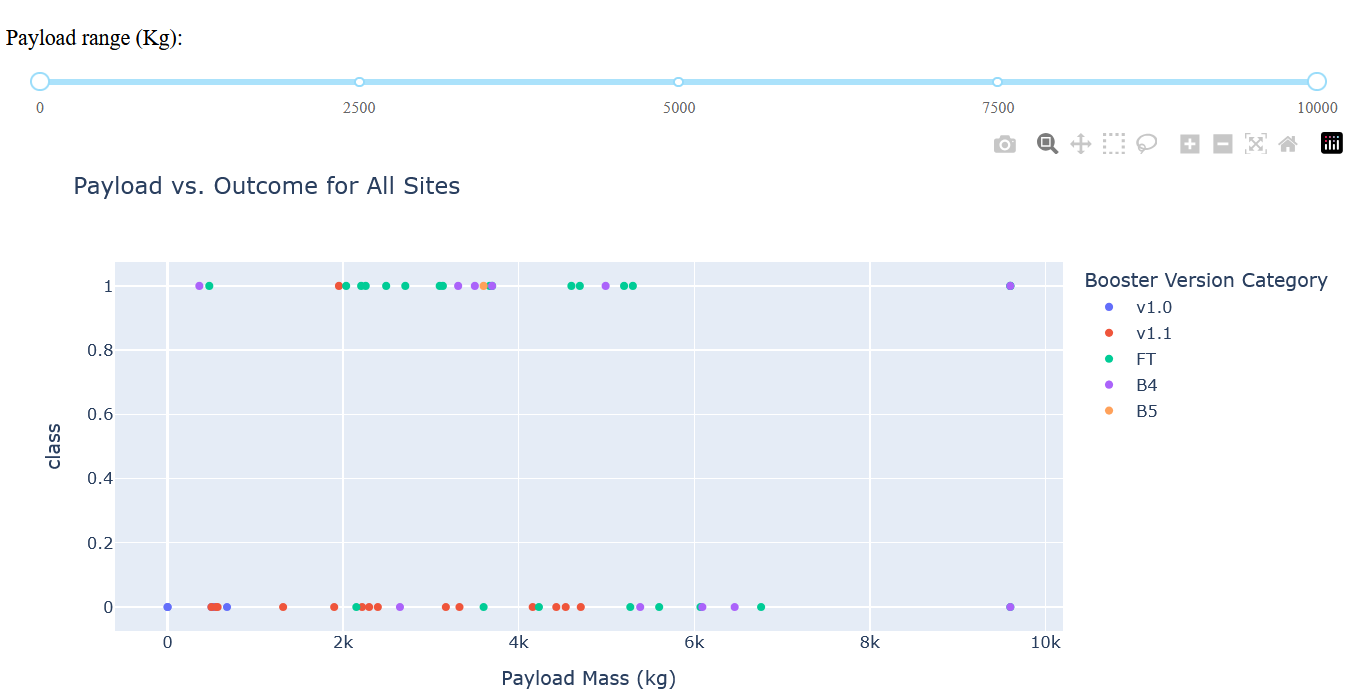 Payload range (Kg):
0 2500 5000 7500 10000
Payload vs. Outcome for All Sites
Booster Version Category
v1.0
v1.1
FT
B4
B5
1
0.8
0.6
0.4
0.2
0
class
0 2k 4k 6k 8k 10k
Payload Mass (kg)